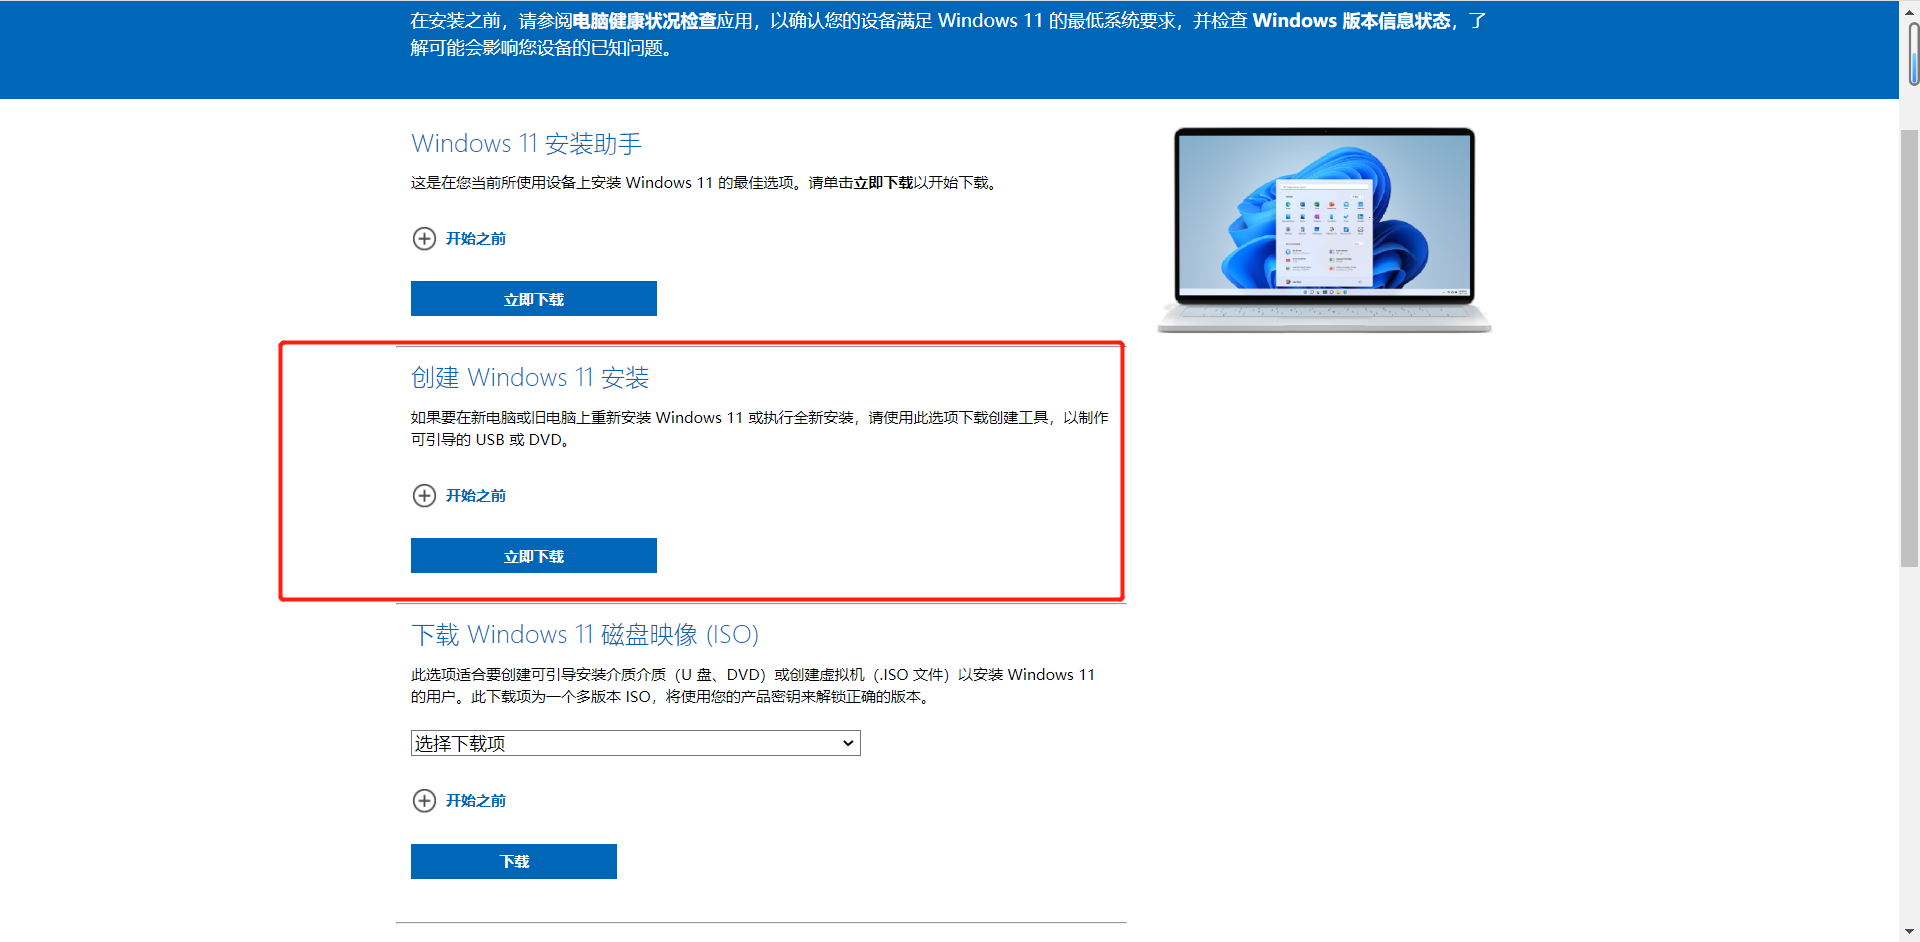 在安装之前，请参阅电脑健康状况检查应用，以确认您的设备满足 Windows 11 的最低系统要求，并检查 Windows 版本信息状态，了
解可能会影响您设备的已知问题。
Windows 11 安装助手
这是在您当前所使用设备上安装 Windows 11 的最佳选项。请单击立即下载以开始下载。
开始之前
立即下载
创建 Windows 11 安装
如果要在新电脑或旧电脑上重新安装 Windows 11 或执行全新安装，请使用此选项下载创建工具，以制作
可引导的 USB 或 DVD。
开始之前
立即下载
下载 Windows 11 磁盘映像 (ISO)
此选项适合要创建可引导安装介质介质（U 盘、DVD）或创建虚拟机（.ISO 文件）以安装 Windows 11
的用户。此下载项为一个多版本 ISO，将使用您的产品密钥来解锁正确的版本。
选择下载项
开始之前
下载